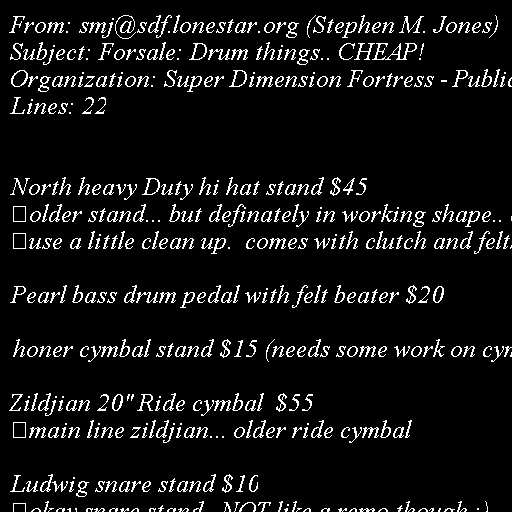 From: smj@sdf.lonestar.org (Stephen M. Jones)
Subject: Forsale: Drum things.. CHEAP!
Organization: Super Dimension Fortress - Public
Lines: 22
North heavy Duty hi hat stand $45
older stand... but definately in working shape..
use a little clean up.  comes with clutch and felt
Pearl bass drum pedal with felt beater $20
honer cymbal stand $15 (needs some work on cym
Zildjian 20" Ride cymbal  $55
main line zildjian... older ride cymbal
Ludwig snare stand $10
okay snare stand.. NOT like a remo though :)